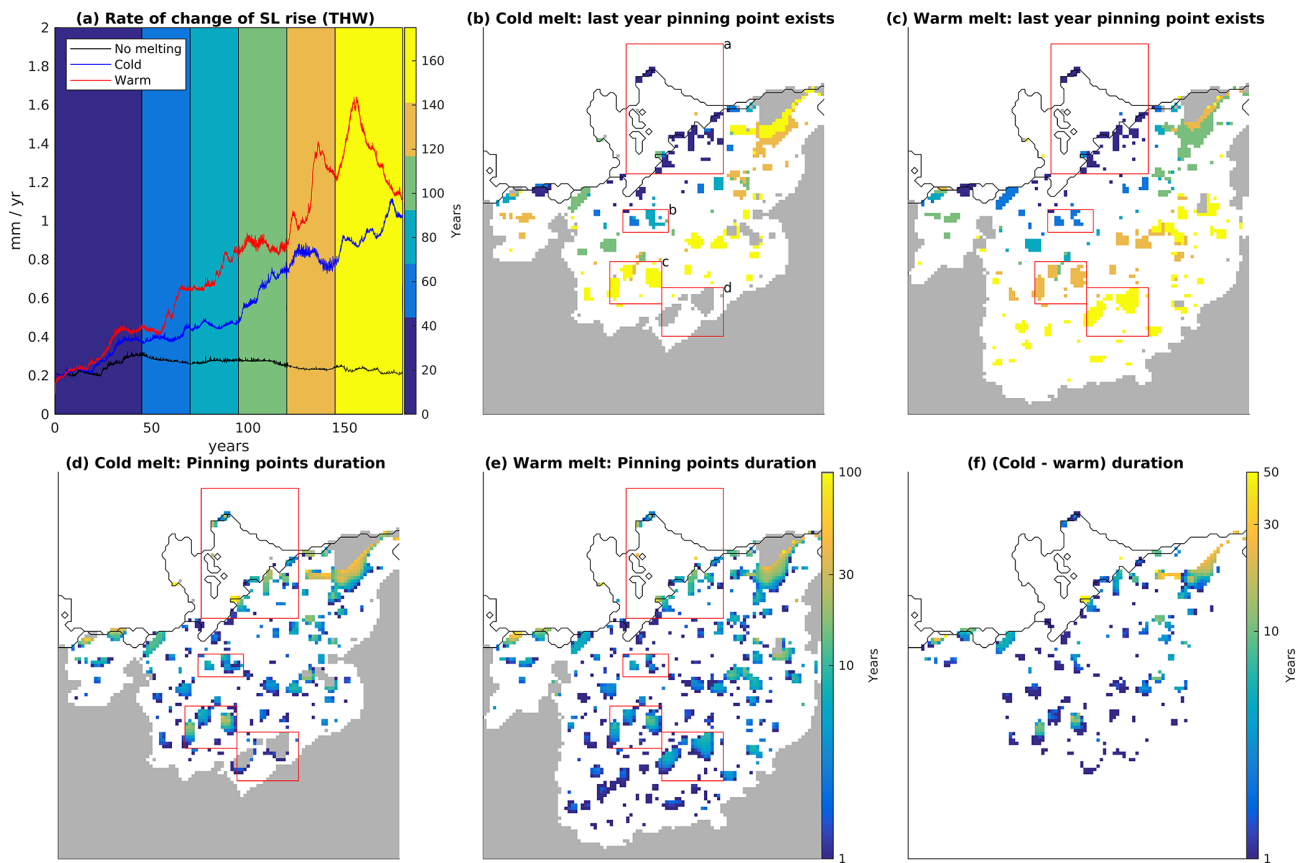 (a) Rate of change of SL rise (THW)
2
1.8
1.6
1.4
1.2
1
0.8
0.6
0.4
0.2
0
mm / yr
No melting
Cold
Warm
0
50
100
150
years
160
140
120
100
80
60
40
20
0
Years
(b) Cold melt: last year pinning point exists
a
b
c
d
(c) Warm melt: last year pinning point exists
(d) Cold melt: Pinning points duration
(e) Warm melt: Pinning points duration
100
30
10
1
Years
(f) (Cold - warm) duration
50
30
10
1
Years